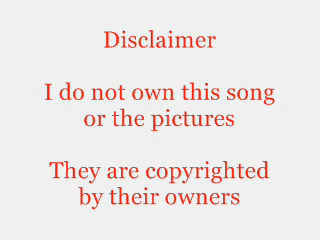 Disclaimer
I do not own this song
or the pictures
They are copyrighted
by their owners